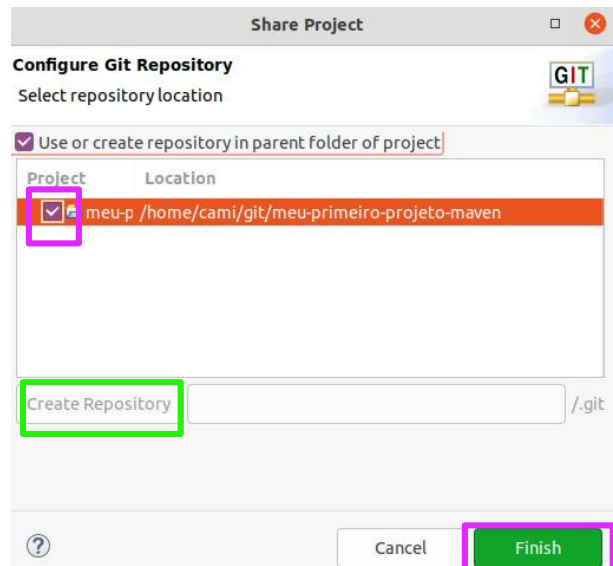 Share Project
Configure Git Repository
GIT
Select repository location
Use or create repository in parent folder of project
Project Location
meu-p /home/cami/git/meu-primeiro-projeto-maven
Create Repository /.git
? Cancel Finish